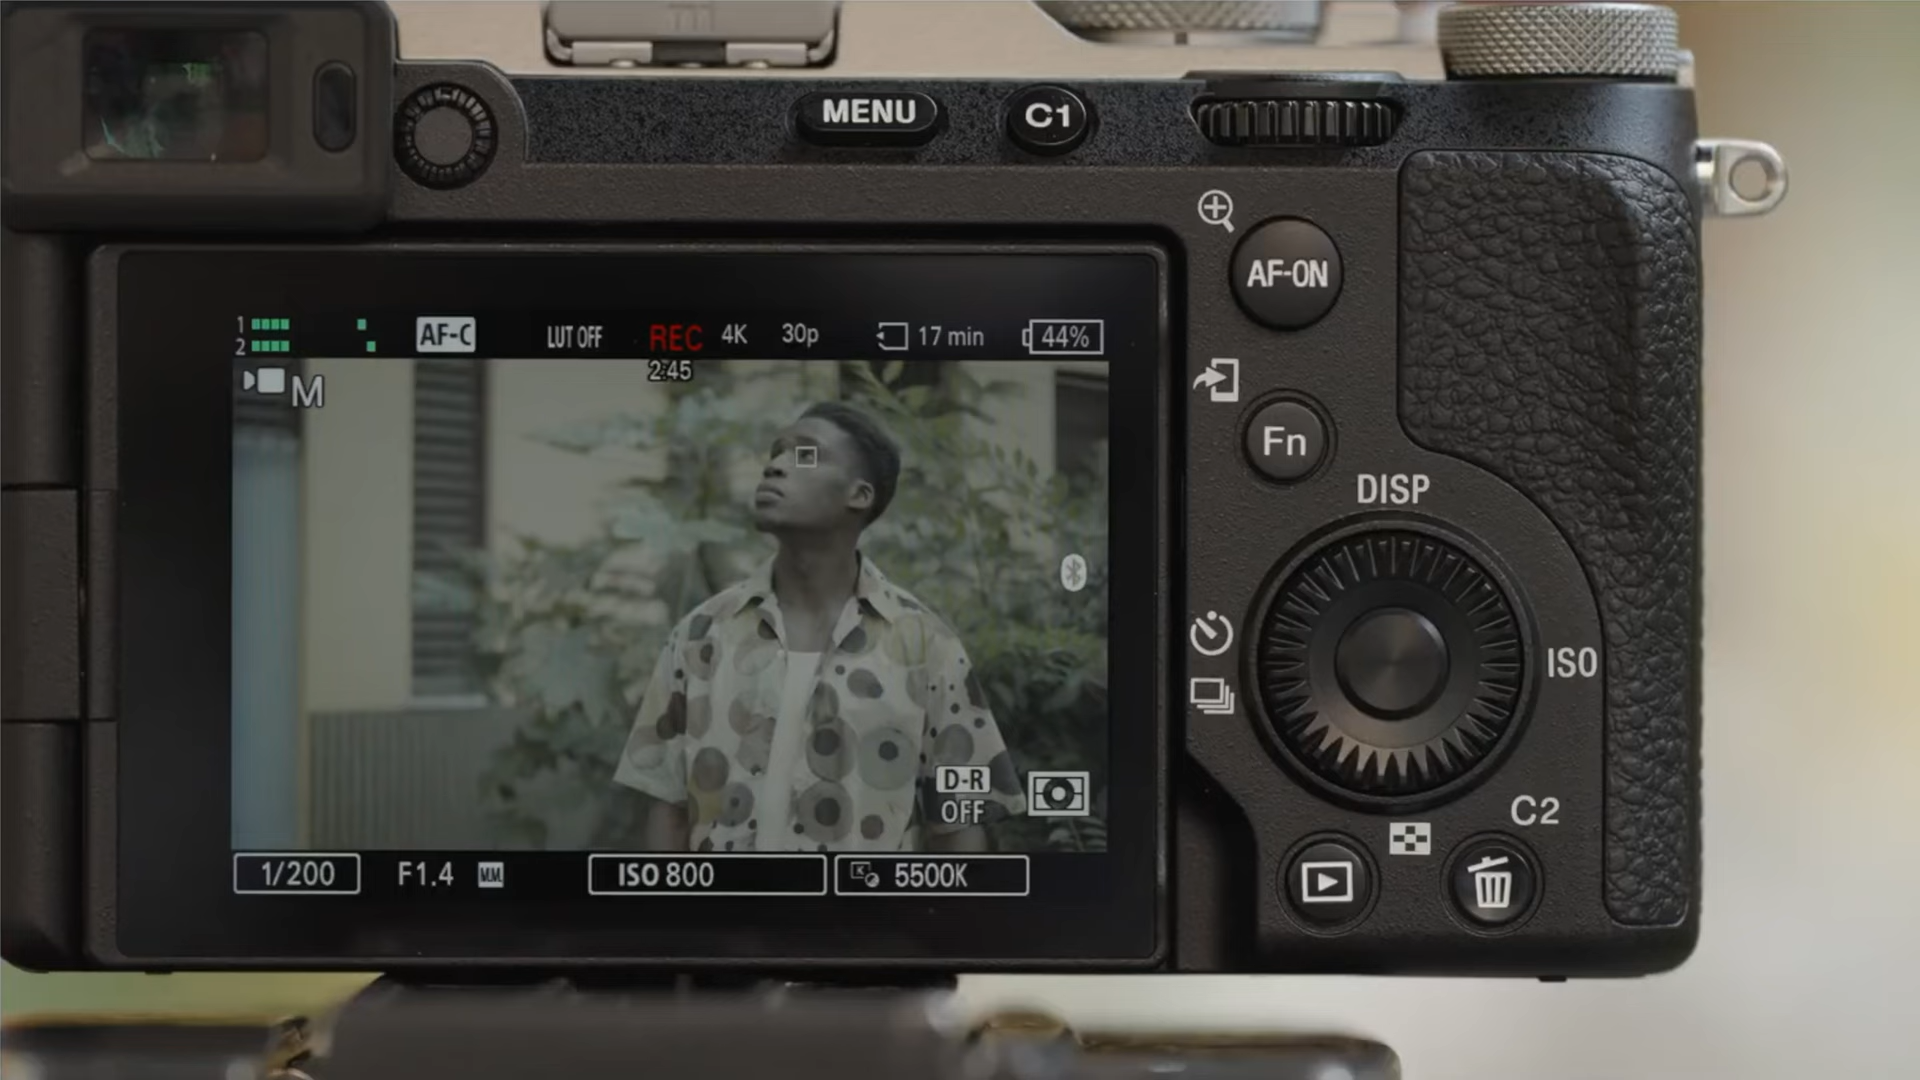 MENU
C1
AF-ON
1
2
AF-C
LUT OFF
REC
4K
30p
17 min
44%
2:45
M
Fn
DISP
ISO
D-R
OFF
C2
1/200
F1.4
MM
ISO 800
K
5500K